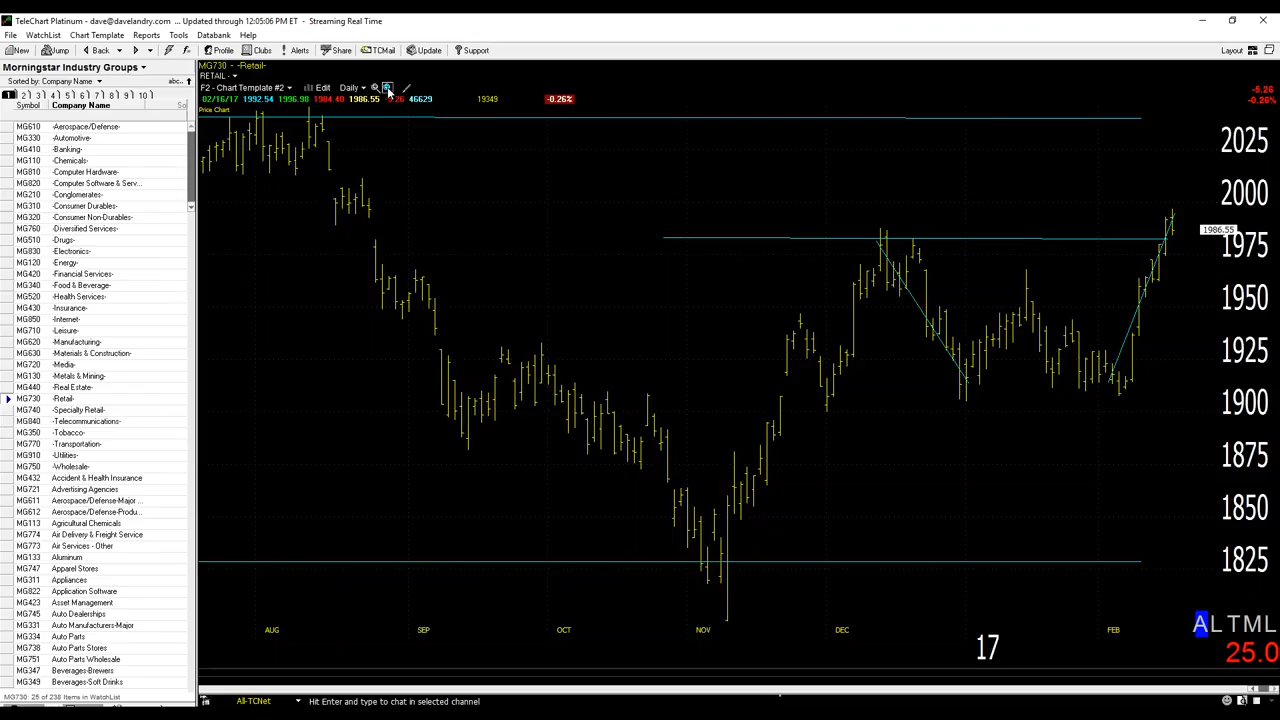 TeleChart Platinum - dave@davelandry.com ... Updated through 12:05:06 PM ET - Streaming Real Time
File WatchList Chart Template Reports Tools Databank Help
New Jump Back Profile Clubs Alerts Share TCMail Update Support Layout
Morningstar Industry Groups
Sorted by: Company Name abc..
1 2 3 4 5 6 7 8 9 10
Symbol Company Name So
MG610 -Aerospace/Defense-
MG330 -Automotive-
MG410 -Banking-
MG110 -Chemicals-
MG810 -Computer Hardware-
MG820 -Computer Software & Serv...
MG210 -Conglomerates-
MG310 -Consumer Durables-
MG320 -Consumer Non-Durables-
MG760 -Diversified Services-
MG510 -Drugs-
MG830 -Electronics-
MG120 -Energy-
MG420 -Financial Services-
MG340 -Food & Beverage-
MG520 -Health Services-
MG430 -Insurance-
MG850 -Internet-
MG710 -Leisure-
MG620 -Manufacturing-
MG630 -Materials & Construction-
MG720 -Media-
MG130 -Metals & Mining-
MG440 -Real Estate-
MG730 -Retail-
MG740 -Specialty Retail-
MG840 -Telecommunications-
MG350 -Tobacco-
MG770 -Transportation-
MG910 -Utilities-
MG750 -Wholesale-
MG432 Accident & Health Insurance
MG721 Advertising Agencies
MG611 Aerospace/Defense-Major ...
MG612 Aerospace/Defense-Produ...
MG113 Agricultural Chemicals
MG774 Air Delivery & Freight Service
MG773 Air Services - Other
MG133 Aluminum
MG747 Apparel Stores
MG311 Appliances
MG822 Application Software
MG423 Asset Management
MG745 Auto Dealerships
MG331 Auto Manufacturers-Major
MG334 Auto Parts
MG738 Auto Parts Stores
MG751 Auto Parts Wholesale
MG347 Beverages-Brewers
MG349 Beverages-Soft Drinks
MG730: 25 of 238 Items in WatchList
MG730 - -Retail-
RETAIL -
F2 - Chart Template #2 Edit Daily
02/16/17 1992.54 1996.98 1984.40 1986.55 46629 19349 -0.26%
Price Chart
-5.26
-0.26%
2025
2000
1986.55
1975
1950
1925
1900
1875
1850
1825
AUG SEP OCT NOV DEC 17 FEB
ALTML
25.0
All-TCNet Hit Enter and type to chat in selected channel